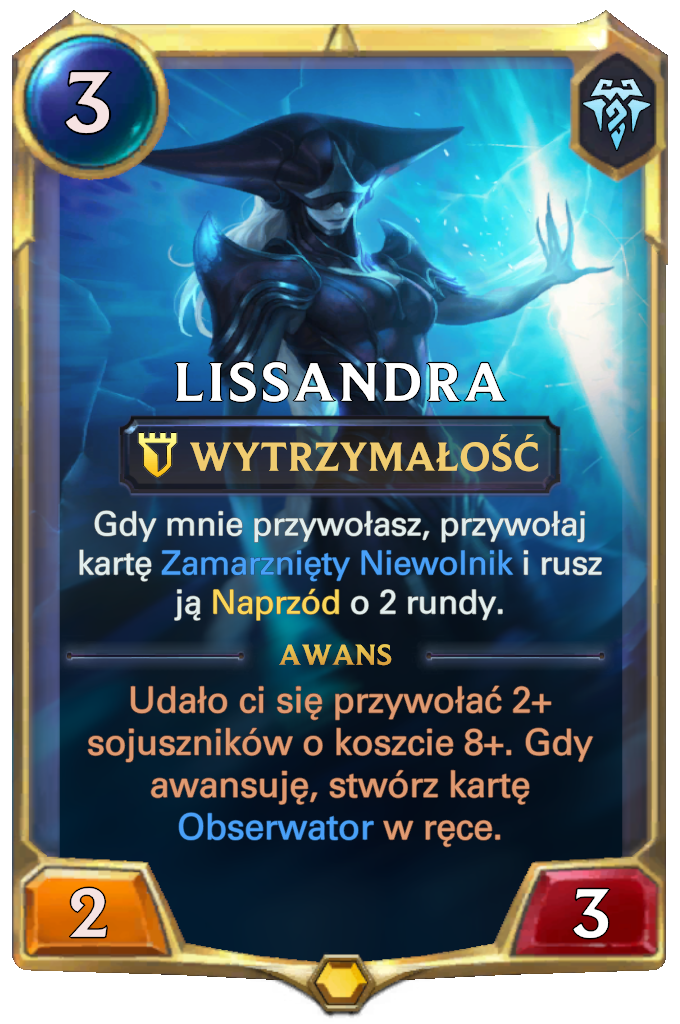 3
LISSANDRA
WYTRZYMAŁOŚĆ
Gdy mnie przywołasz, przywołaj
kartę Zamarznięty Niewolnik i rusz
ją Naprzód o 2 rundy.
AWANS
Udało ci się przywołać 2+
sojuszników o koszcie 8+. Gdy
awansuję, stwórz kartę
Obserwator w ręce.
2
3